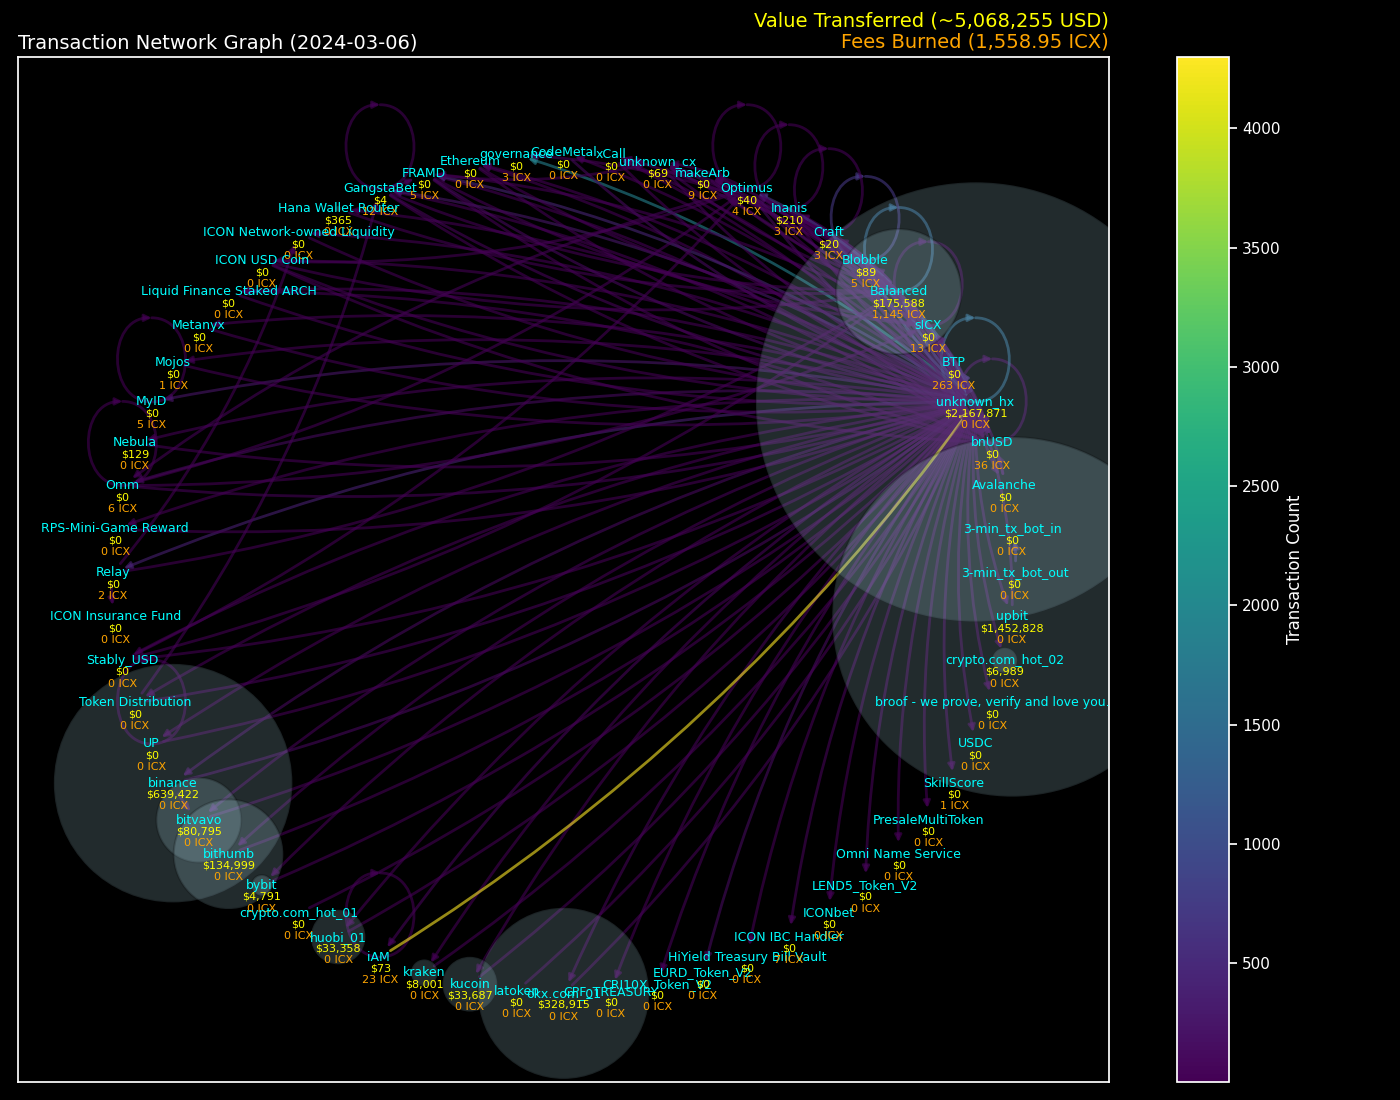 Value Transferred (~5,068,255 USD)
Transaction Network Graph (2024-03-06)
Fees Burned (1,558.95 ICX)
CodeMetal
$0
0 ICX
xCall
$0
0 ICX
governance
$0
3 ICX
unknown_cx
$69
0 ICX
Ethereum
$0
0 ICX
makeArb
$0
9 ICX
FRAMD
$0
5 ICX
Optimus
$40
4 ICX
GangstaBet
$4
12 ICX
Inanis
$210
3 ICX
Hana Wallet Router
$365
0 ICX
Craft
$20
3 ICX
ICON Network-owned Liquidity
$0
0 ICX
Blobble
$89
5 ICX
ICON USD Coin
$0
0 ICX
Balanced
$175,588
1,145 ICX
Liquid Finance Staked ARCH
$0
0 ICX
sICX
$0
13 ICX
Metanyx
$0
0 ICX
BTP
$0
263 ICX
Mojos
$0
1 ICX
unknown_hx
$2,167,871
0 ICX
MyID
$0
5 ICX
bnUSD
$0
36 ICX
Nebula
$129
0 ICX
Avalanche
$0
0 ICX
Omm
$0
6 ICX
3-min_tx_bot_in
$0
0 ICX
RPS-Mini-Game Reward
$0
0 ICX
3-min_tx_bot_out
$0
0 ICX
Relay
$0
2 ICX
upbit
$1,452,828
0 ICX
ICON Insurance Fund
$0
0 ICX
crypto.com_hot_02
$6,989
0 ICX
Stably_USD
$0
0 ICX
broof - we prove, verify and love you.
$0
0 ICX
Token Distribution
$0
0 ICX
USDC
$0
0 ICX
UP
$0
0 ICX
SkillScore
$0
1 ICX
binance
$639,422
0 ICX
PresaleMultiToken
$0
0 ICX
bitvavo
$80,795
0 ICX
Omni Name Service
$0
0 ICX
bithumb
$134,999
0 ICX
LEND5_Token_V2
$0
0 ICX
bybit
$4,791
0 ICX
ICONbet
$0
0 ICX
crypto.com_hot_01
$0
0 ICX
ICON IBC Handler
$0
huobi_01
$33,358
0 ICX
HiYield Treasury Bill Vault
$0
0 ICX
iAM
$73
23 ICX
EURD_Token_V2
$0
0 ICX
kraken
$8,001
0 ICX
CRI10X_Token_V2
$0
0 ICX
kucoin
$33,687
0 ICX
CPF_TREASURY
$0
0 ICX
latoken
$0
0 ICX
okx.com_01
$328,915
0 ICX
4000
3500
3000
2500
2000
1500
1000
500
Transaction Count